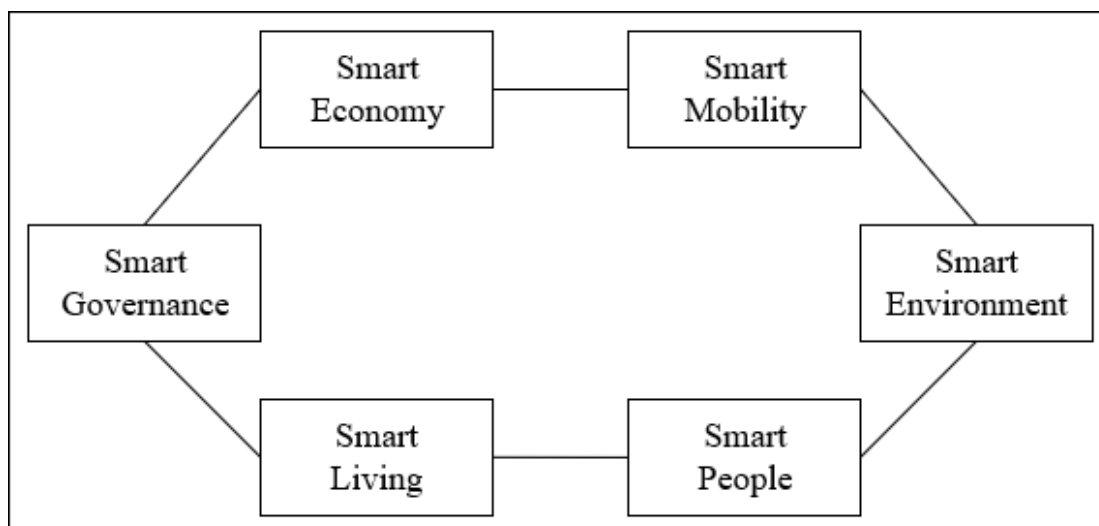 Smart
Economy
Smart
Mobility
Smart
Governance
Smart
Environment
Smart
Living
Smart
People